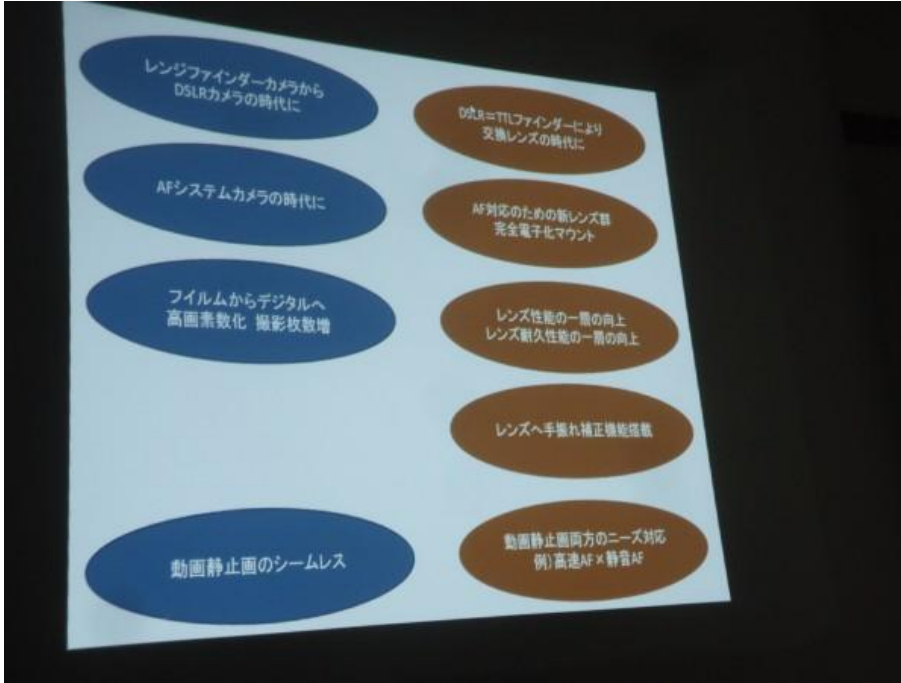 レンジファインダーカメラから
DSLRカメラの時代に
DSLR＝TTLファインダーにより
交換レンズの時代に
AFシステムカメラの時代に
AF対応のための新レンズ群
完全電子化マウント
フイルムからデジタルへ
高画素数化 撮影枚数増
レンズ性能の一層の向上
レンズ耐久性能の一層の向上
レンズへ手振れ補正機能搭載
動画静止画のシームレス
動画静止画両方のニーズ対応
例）高速AF×静音AF